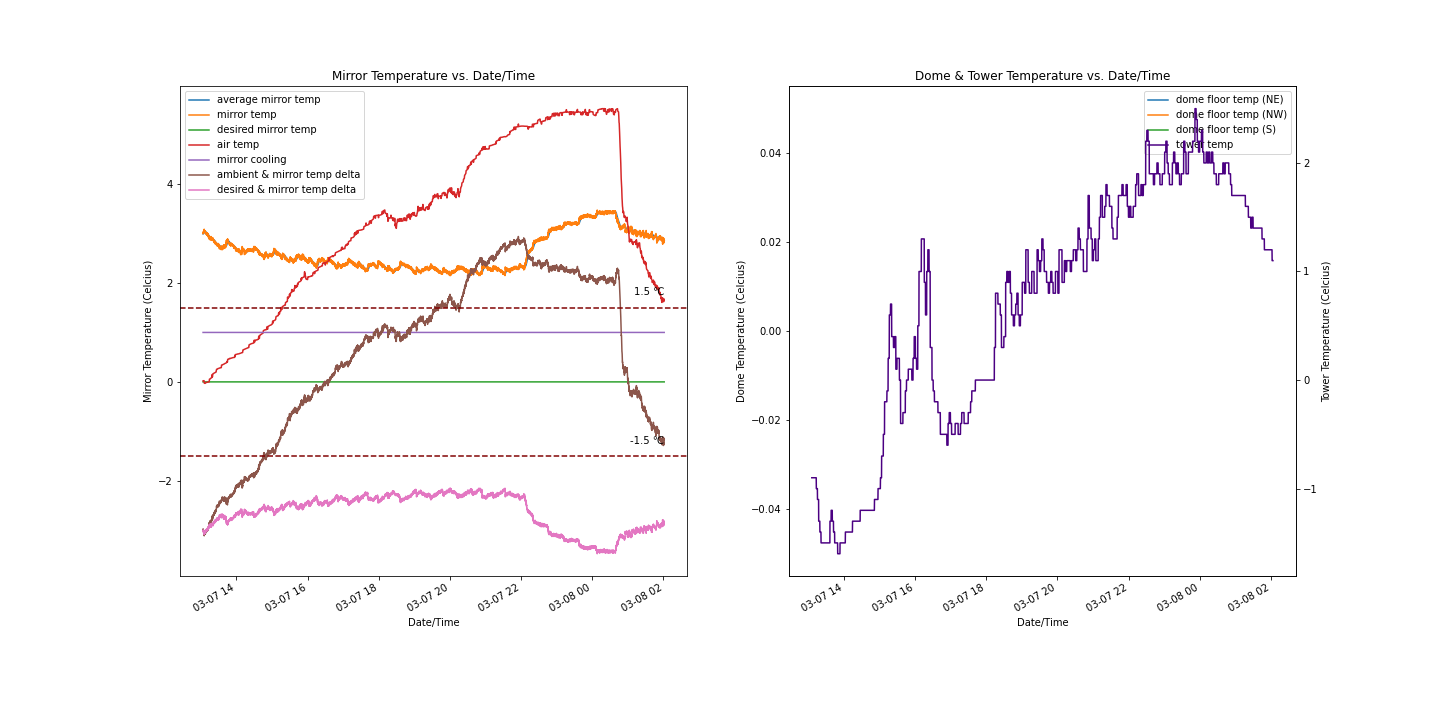 Mirror Temperature vs. Date/Time
average mirror temp
mirror temp
desired mirror temp
air temp
mirror cooling
ambient & mirror temp delta
desired & mirror temp delta
Mirror Temperature (Celcius)
4
2
0
−2
1.5 °C
-1.5 °C
03-07 14
03-07 16
03-07 18
03-07 20
03-07 22
03-08 00
03-08 02
Date/Time
Dome & Tower Temperature vs. Date/Time
dome floor temp (NE)
dome floor temp (NW)
dome floor temp (S)
tower temp
Dome Temperature (Celcius)
0.04
0.02
0.00
−0.02
−0.04
2
1
0
−1
Tower Temperature (Celcius)
03-07 14
03-07 16
03-07 18
03-07 20
03-07 22
03-08 00
03-08 02
Date/Time